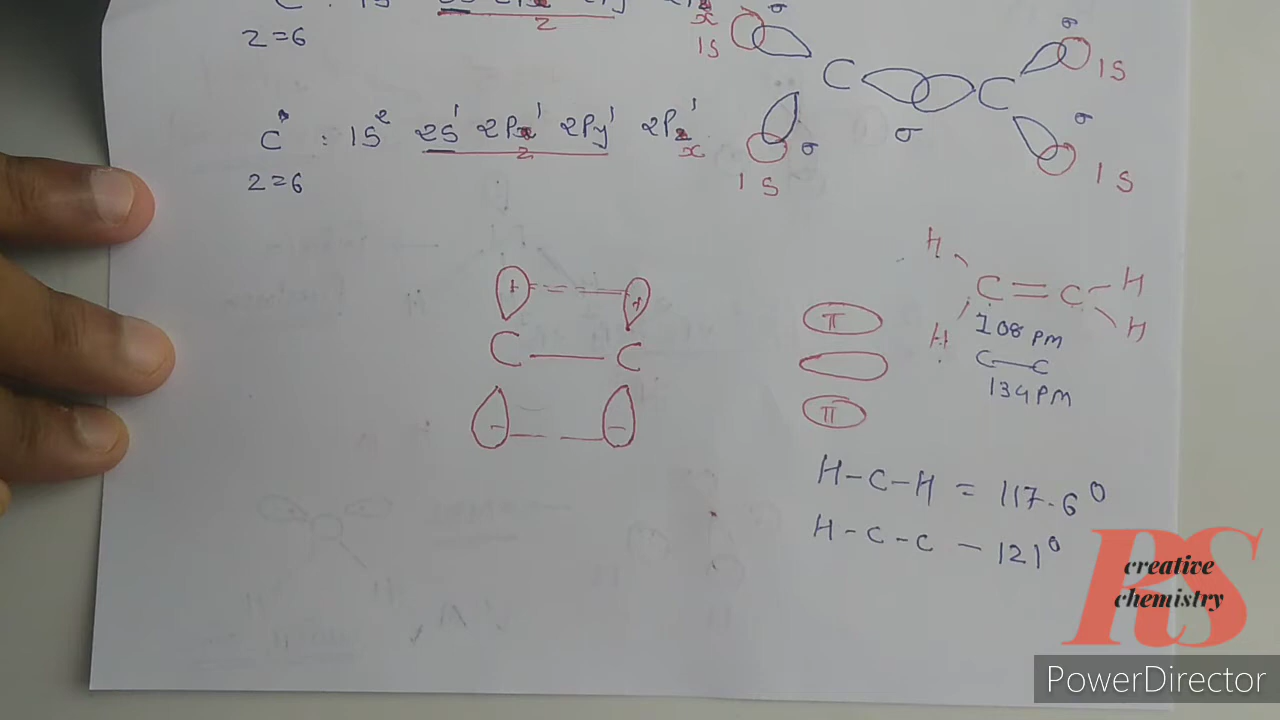 Z=6
C* : 1S² 2S¹ 2Px¹ 2Py¹ 2Pz¹
z x
Z=6
σ
x
1S
C C
σ
σ
1S
σ
σ
1S
σ
1S
+ +
C C
- -
π
π
H
C = C - H
H H
108 pm
C - C
134 pm
H - C - H = 117.6°
H - C - C - 121°
RS
creative
chemistry
PowerDirector